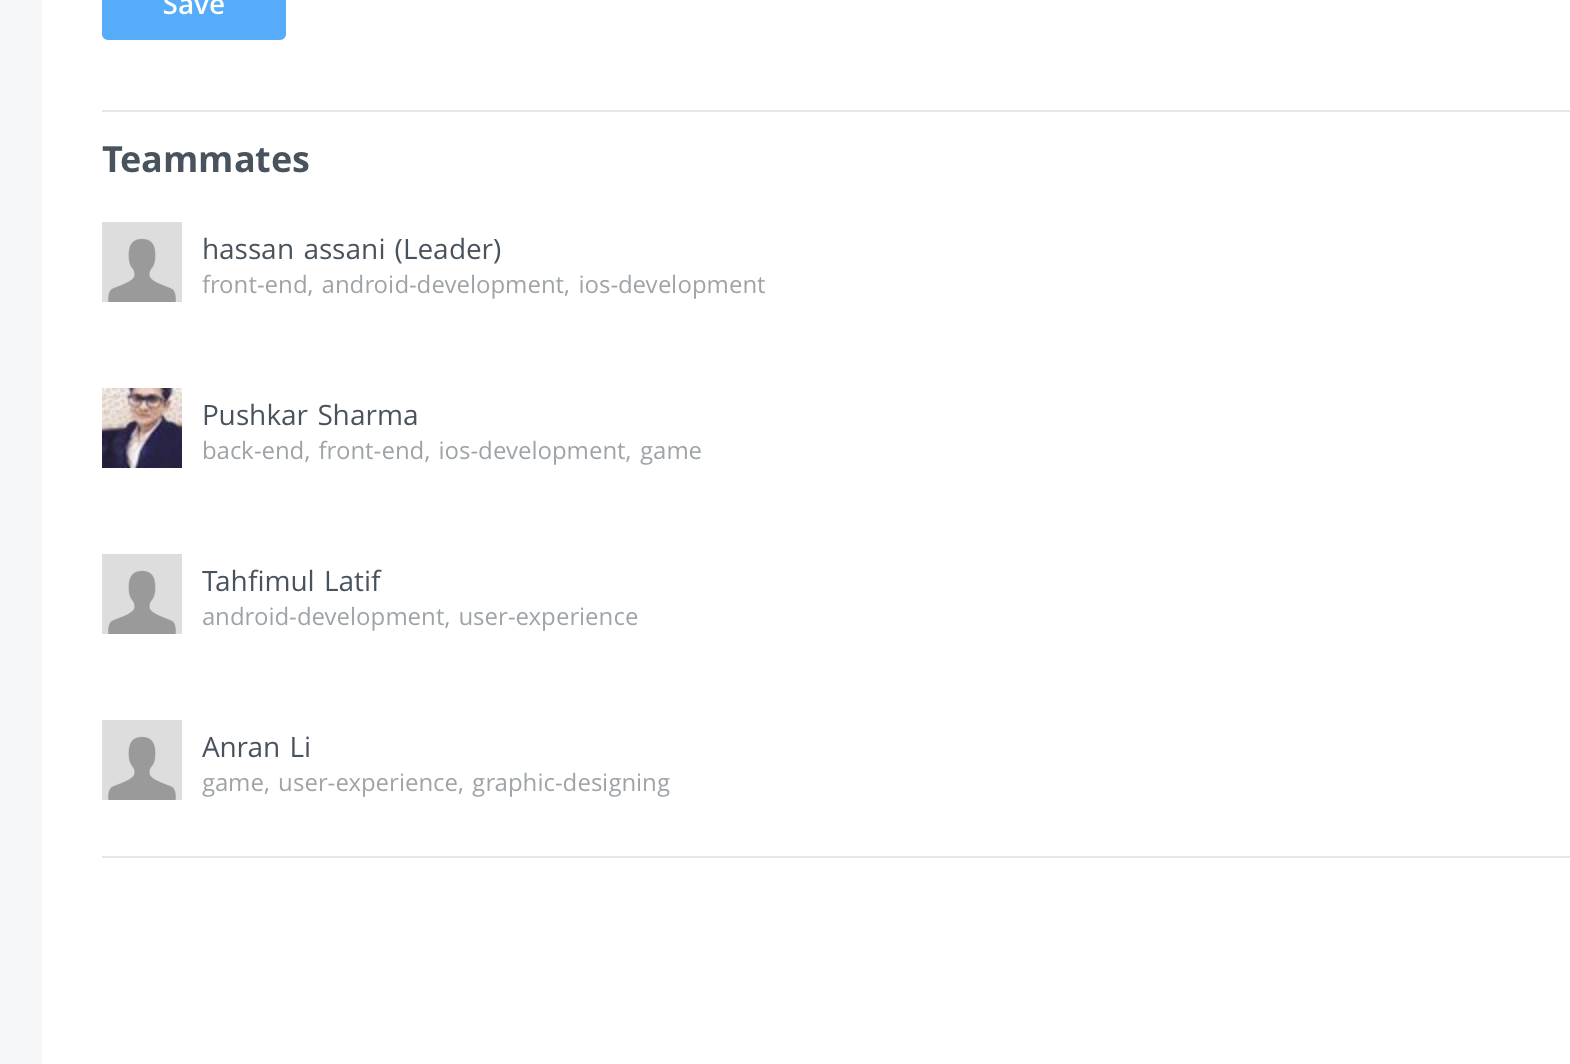 Save
Teammates
hassan assani (Leader)
front-end, android-development, ios-development
Pushkar Sharma
back-end, front-end, ios-development, game
Tahfimul Latif
android-development, user-experience
Anran Li
game, user-experience, graphic-designing